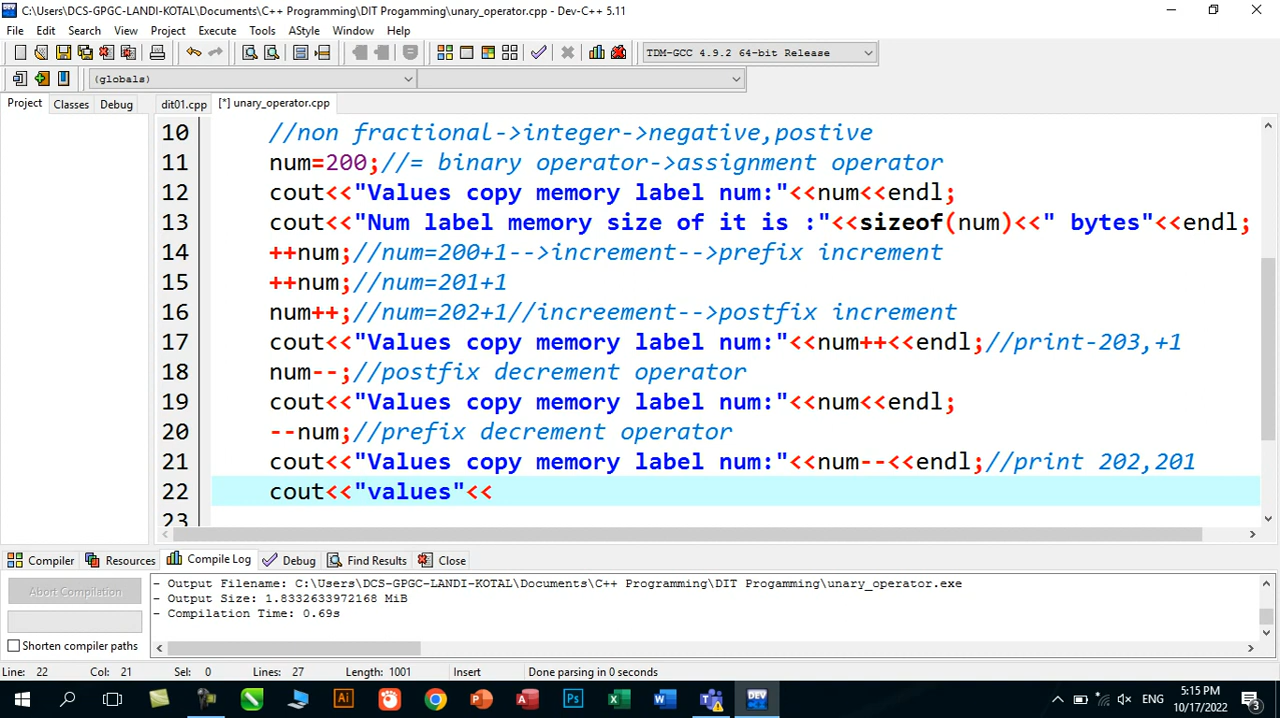 C:\Users\DCS-GPGC-LANDI-KOTAL\Documents\C++ Programming\DIT Progamming\unary_operator.cpp - Dev-C++ 5.11
File Edit Search View Project Execute Tools AStyle Window Help
TDM-GCC 4.9.2 64-bit Release
(globals)
Project Classes Debug dit01.cpp [*] unary_operator.cpp
10 //non fractional->integer->negative,postive
11 num=200;//= binary operator->assignment operator
12 cout<<"Values copy memory label num:"<<num<<endl;
13 cout<<"Num label memory size of it is :"<<sizeof(num)<<" bytes"<<endl;
14 ++num;//num=200+1-->increment-->prefix increment
15 ++num;//num=201+1
16 num++;//num=202+1//increement-->postfix increment
17 cout<<"Values copy memory label num:"<<num++<<endl;//print-203,+1
18 num--;//postfix decrement operator
19 cout<<"Values copy memory label num:"<<num<<endl;
20 --num;//prefix decrement operator
21 cout<<"Values copy memory label num:"<<num--<<endl;//print 202,201
22 cout<<"values"<<
23
Compiler Resources Compile Log Debug Find Results Close
Abort Compilation
- Output Filename: C:\Users\DCS-GPGC-LANDI-KOTAL\Documents\C++ Programming\DIT Progamming\unary_operator.exe
- Output Size: 1.8332633972168 MiB
- Compilation Time: 0.69s
Shorten compiler paths
Line: 22 Col: 21 Sel: 0 Lines: 27 Length: 1001 Insert Done parsing in 0 seconds
ENG
5:15 PM
10/17/2022
3